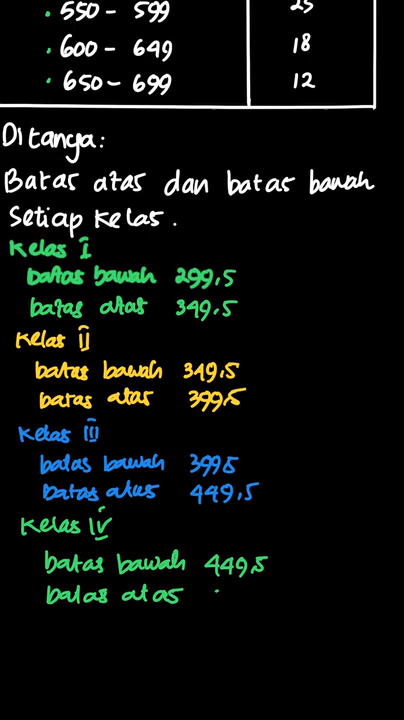 • 550 - 599 25
• 600 - 649 18
• 650 - 699 12
Ditanya:
Batas atas dan batas bawah
Setiap kelas.
Kelas I
batas bawah 299,5
batas atas 349,5
Kelas II
batas bawah 349,5
batas atas 399,5
Kelas III
batas bawah 399,5
batas atas 449,5
Kelas IV
batas bawah 449,5
batas atas